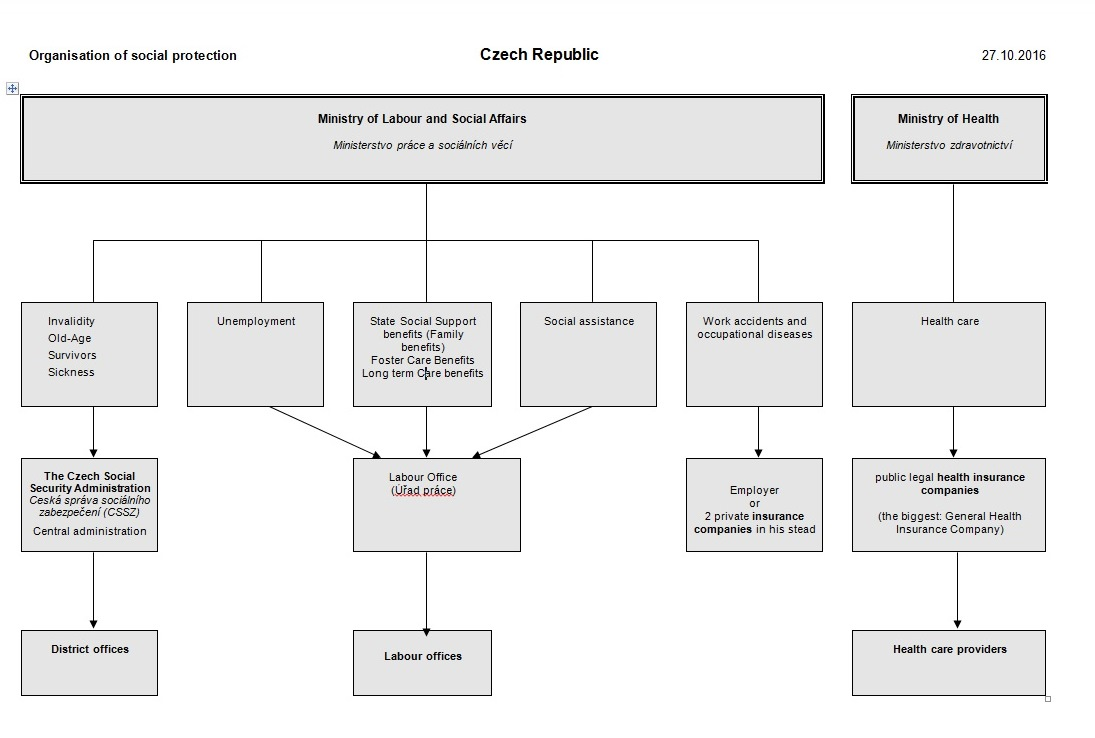 Organisation of social protection
Czech Republic
27.10.2016
Ministry of Labour and Social Affairs
Ministerstvo práce a sociálních věcí
Ministry of Health
Ministerstvo zdravotnictví
Invalidity
Old-Age
Survivors
Sickness
Unemployment
State Social Support
benefits (Family
benefits)
Foster Care Benefits
Long term Care benefits
Social assistance
Work accidents and
occupational diseases
Health care
The Czech Social
Security Administration
Ceská správa sociálního
zabezpečení (CSSZ)
Central administration
Labour Office
(Úřad práce)
Employer
or
2 private insurance
companies in his stead
public legal health insurance
companies
(the biggest: General Health
Insurance Company)
District offices
Labour offices
Health care providers